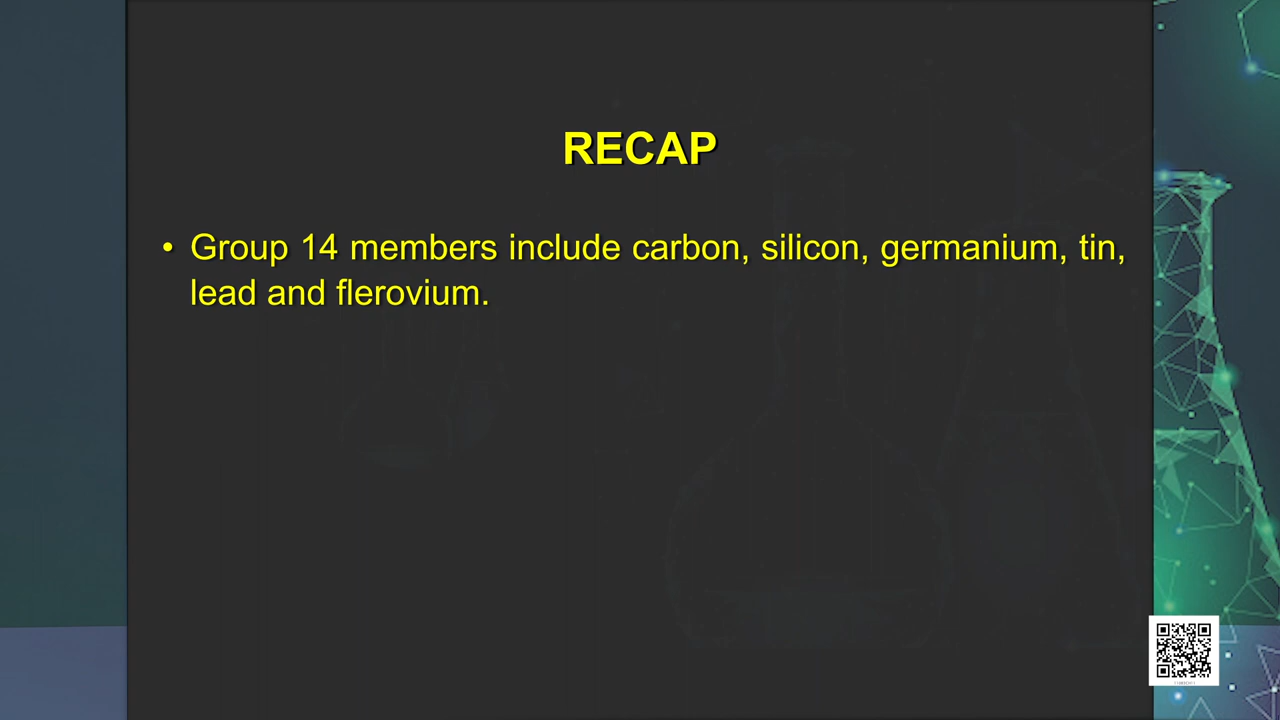 RECAP
• Group 14 members include carbon, silicon, germanium, tin,
lead and flerovium.